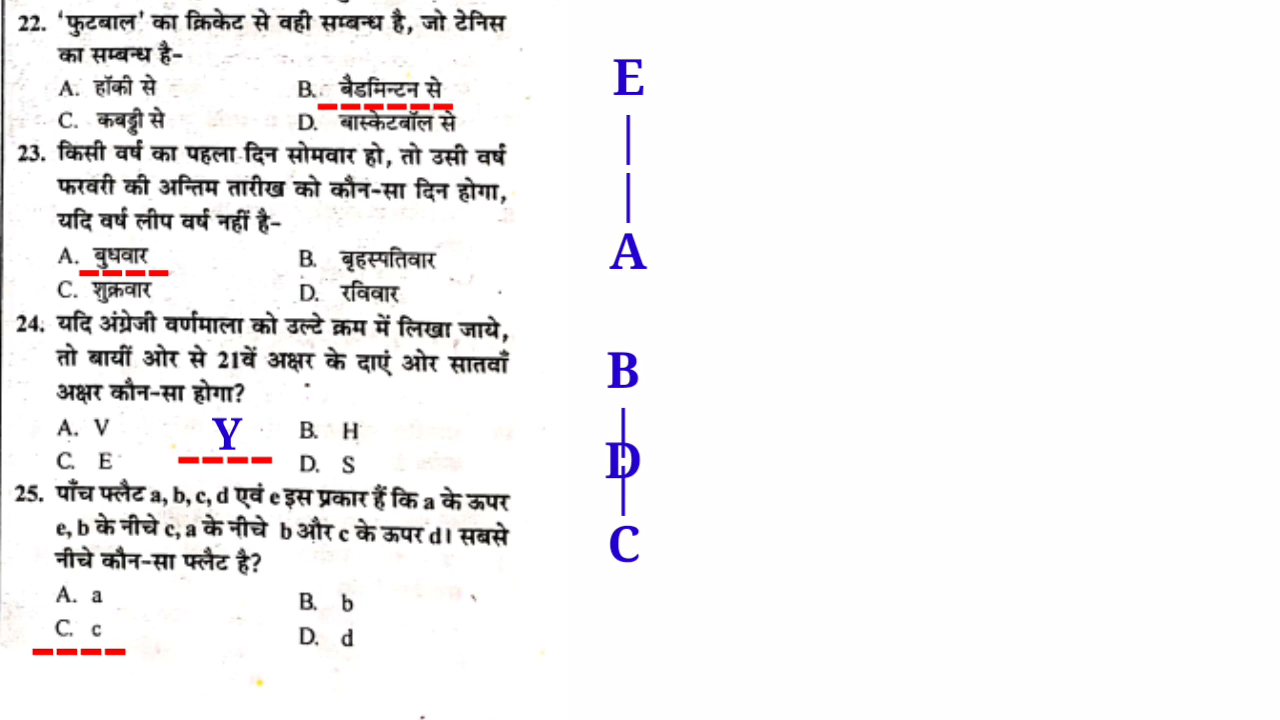 22. 'फुटबाल' का क्रिकेट से वही सम्बन्ध है, जो टेनिस
का सम्बन्ध है-
A. हॉकी से B. बैडमिन्टन से
C. कबड्डी से D. बास्केटबॉल से
23. किसी वर्ष का पहला दिन सोमवार हो, तो उसी वर्ष
फरवरी की अन्तिम तारीख को कौन-सा दिन होगा,
यदि वर्ष लीप वर्ष नहीं है-
A. बुधवार B. बृहस्पतिवार
C. शुक्रवार D. रविवार
24. यदि अंग्रेजी वर्णमाला को उल्टे क्रम में लिखा जाये,
तो बायीं ओर से 21वें अक्षर के दाएं ओर सातवाँ
अक्षर कौन-सा होगा?
A. V B. H
Y
C. E D. S
25. पाँच फ्लैट a, b, c, d एवं e इस प्रकार हैं कि a के ऊपर
e, b के नीचे c, a के नीचे b और c के ऊपर d। सबसे
नीचे कौन-सा फ्लैट है?
A. a B. b
C. c D. d
E
A
B
D
C